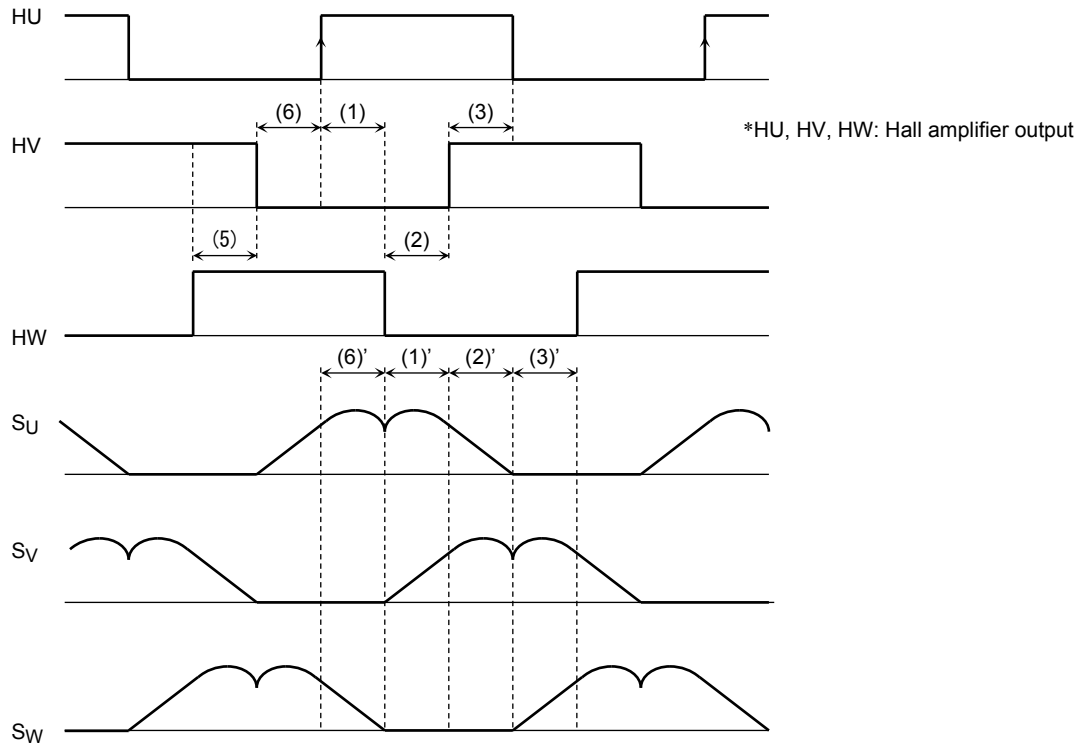 HU
(6) (1) (3)
*HU, HV, HW: Hall amplifier output
HV
(5) (2)
HW
(6)' (1)' (2)' (3)'
SU
SV
SW